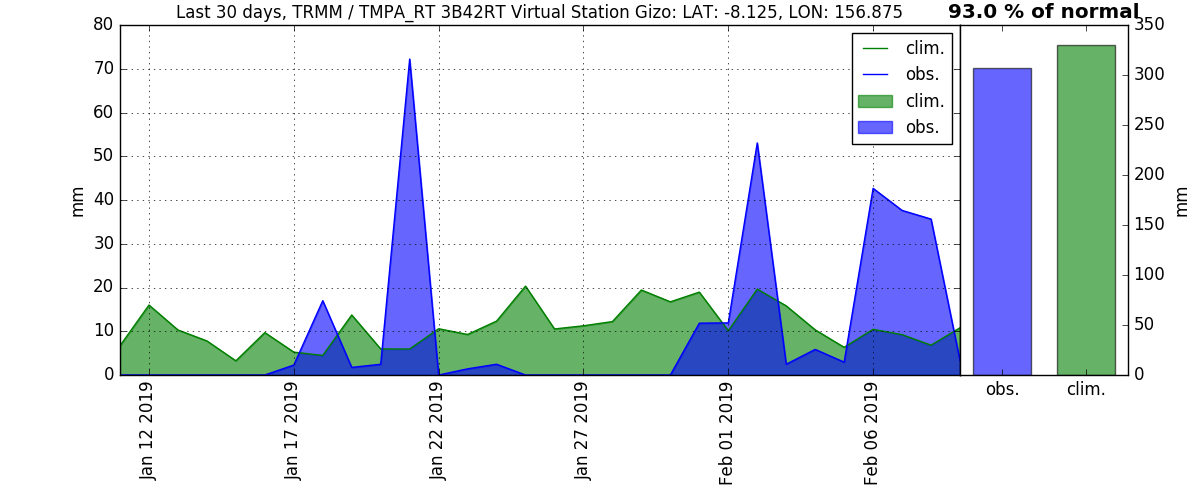 Last 30 days, TRMM / TMPA_RT 3B42RT Virtual Station Gizo: LAT: -8.125, LON: 156.875
93.0 % of normal
80
70
60
50
40
30
20
10
0
mm
clim.
obs.
clim.
obs.
350
300
250
200
150
100
50
0
mm
Jan 12 2019
Jan 17 2019
Jan 22 2019
Jan 27 2019
Feb 01 2019
Feb 06 2019
obs.
clim.